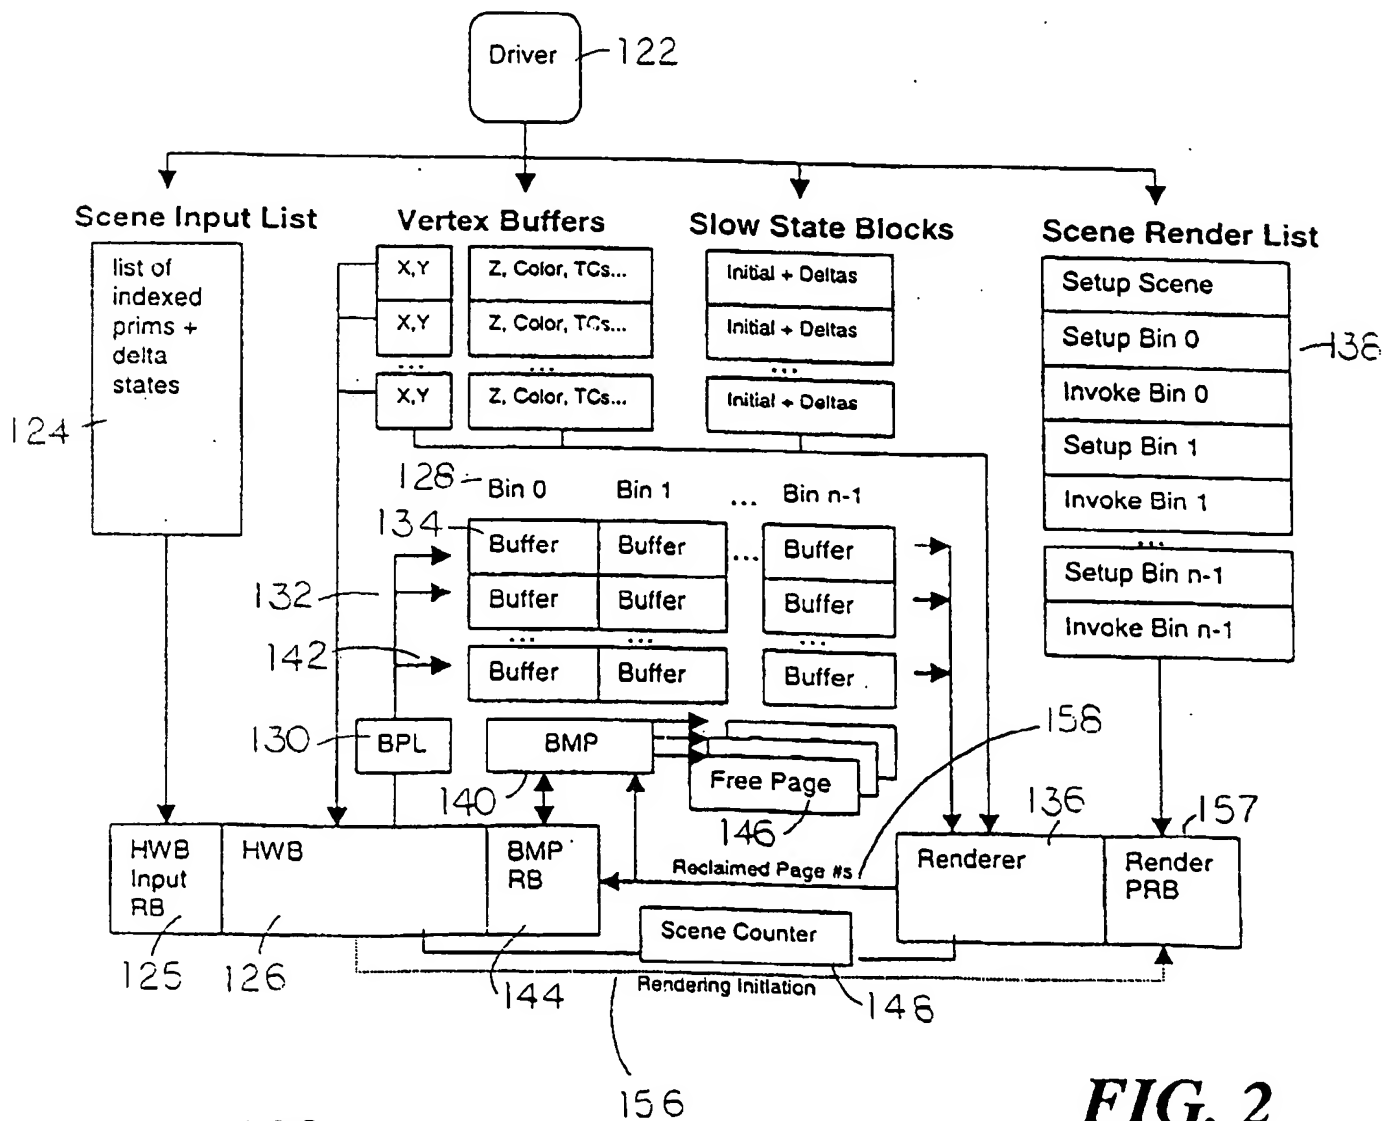 Driver
122
Scene Input List
Vertex Buffers
Slow State Blocks
Scene Render List
list of
indexed
prims +
delta
states
124
X,Y
Z, Color, TCs...
X,Y
Z, Color, TCs...
...
...
X,Y
Z, Color, TCs...
Initial + Deltas
Initial + Deltas
...
Initial + Deltas
Setup Scene
Setup Bin 0
Invoke Bin 0
Setup Bin 1
Invoke Bin 1
...
Setup Bin n-1
Invoke Bin n-1
138
128
Bin 0
Bin 1
...
Bin n-1
134
Buffer
Buffer
...
Buffer
132
Buffer
Buffer
Buffer
...
...
...
142
Buffer
Buffer
Buffer
130
BPL
BMP
140
Free Page
146
158
136
157
HWB
Input
RB
HWB
BMP
RB
Reclaimed Page #s
Renderer
Render
PRB
125
126
144
Scene Counter
148
Rendering Initiation
156
FIG. 2